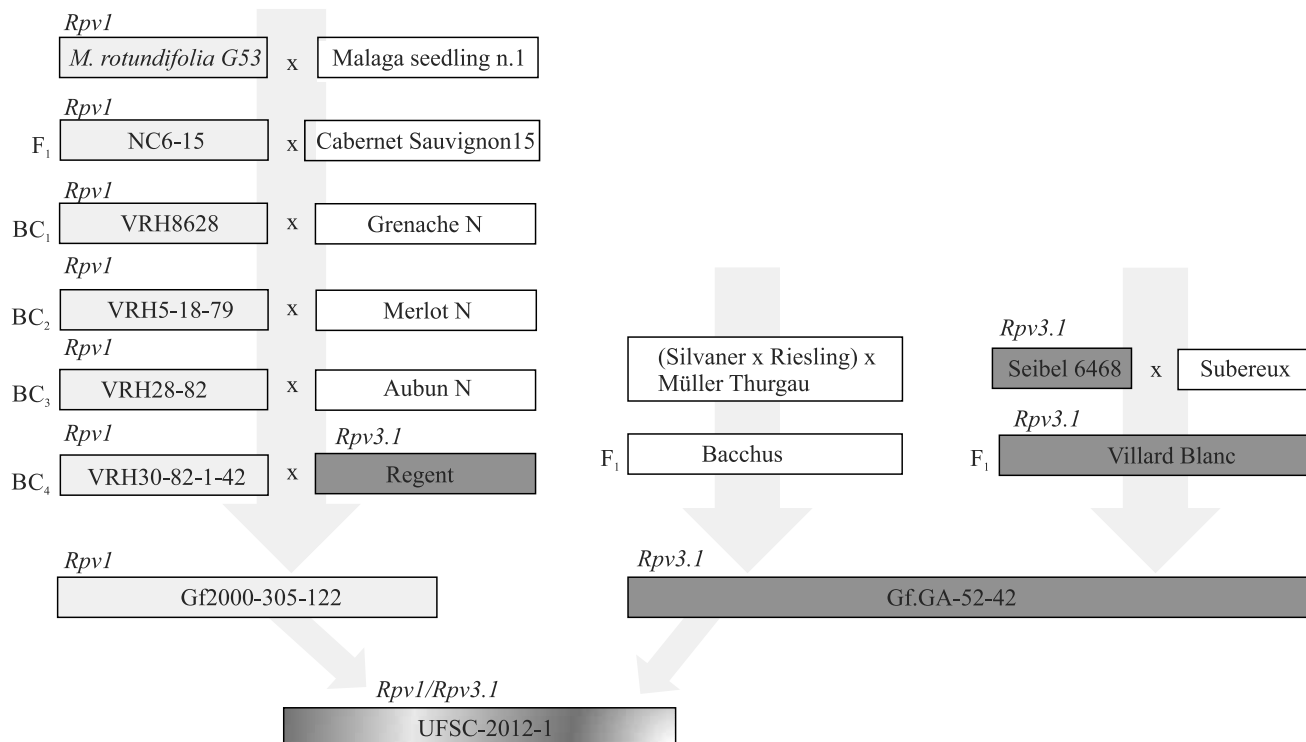 Rpv1
M. rotundifolia G53 x Malaga seedling n.1
Rpv1
F1 NC6-15 x Cabernet Sauvignon15
Rpv1
BC1 VRH8628 x Grenache N
Rpv1
BC2 VRH5-18-79 x Merlot N
Rpv1
BC3 VRH28-82 x Aubun N
Rpv1 Rpv3.1
BC4 VRH30-82-1-42 x Regent
(Silvaner x Riesling) x
Müller Thurgau
F1 Bacchus
Rpv3.1
Seibel 6468 x Subereux
Rpv3.1
F1 Villard Blanc
Rpv1
Gf2000-305-122
Rpv3.1
Gf.GA-52-42
Rpv1/Rpv3.1
UFSC-2012-1